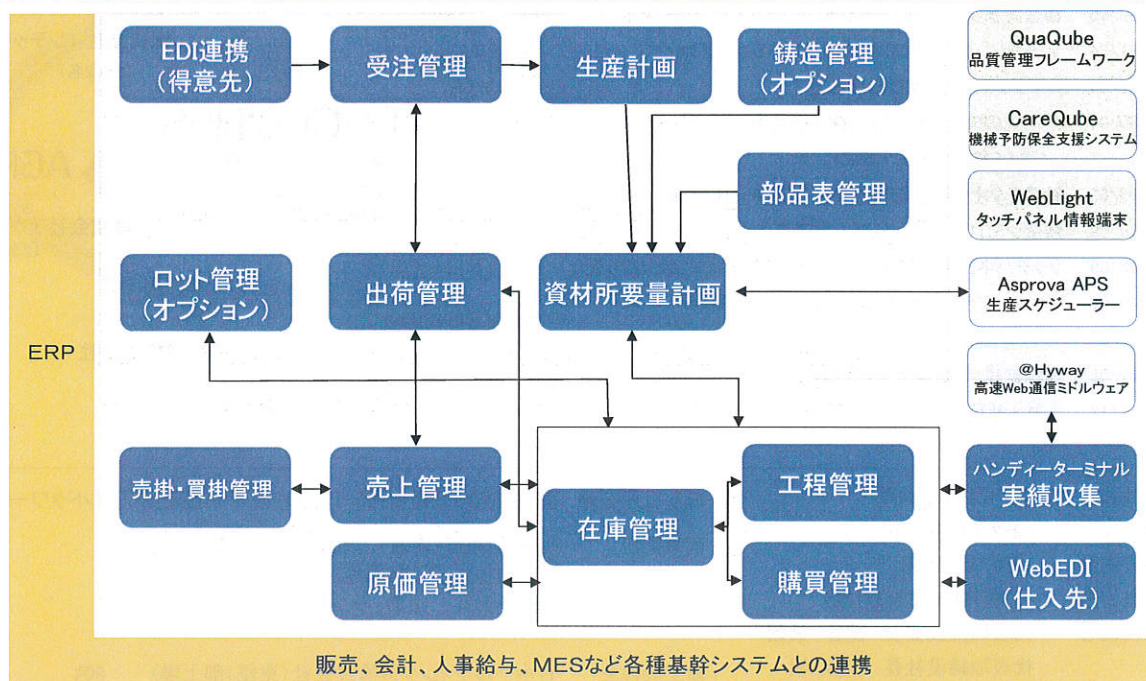 EDI連携
(得意先)
受注管理
生産計画
鋳造管理
(オプション)
QuaQube
品質管理フレームワーク
CareQube
機械予防保全支援システム
部品表管理
WebLight
タッチパネル情報端末
ロット管理
(オプション)
出荷管理
資材所要量計画
Asprova APS
生産スケジューラー
ERP
@Hyway
高速Web通信ミドルウェア
売掛・買掛管理
売上管理
在庫管理
工程管理
ハンディーターミナル
実績収集
原価管理
購買管理
WebEDI
(仕入先)
販売、会計、人事給与、MESなど各種基幹システムとの連携